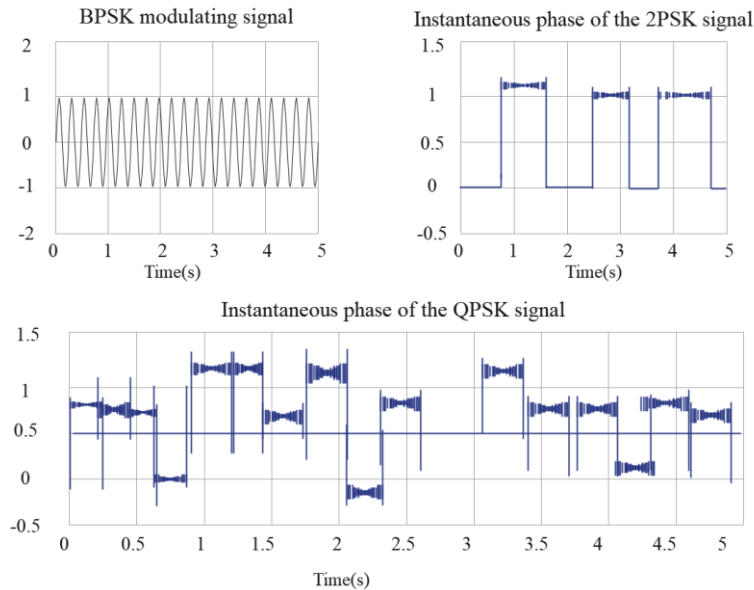 BPSK modulating signal
2
1
0
-1
-2
0 1 2 3 4 5
Time(s)
Instantaneous phase of the 2PSK signal
1.5
1
0.5
0
-0.5
0 1 2 3 4 5
Time(s)
Instantaneous phase of the QPSK signal
1.5
1
0.5
0
-0.5
0 0.5 1 1.5 2 2.5 3 3.5 4 4.5 5
Time(s)